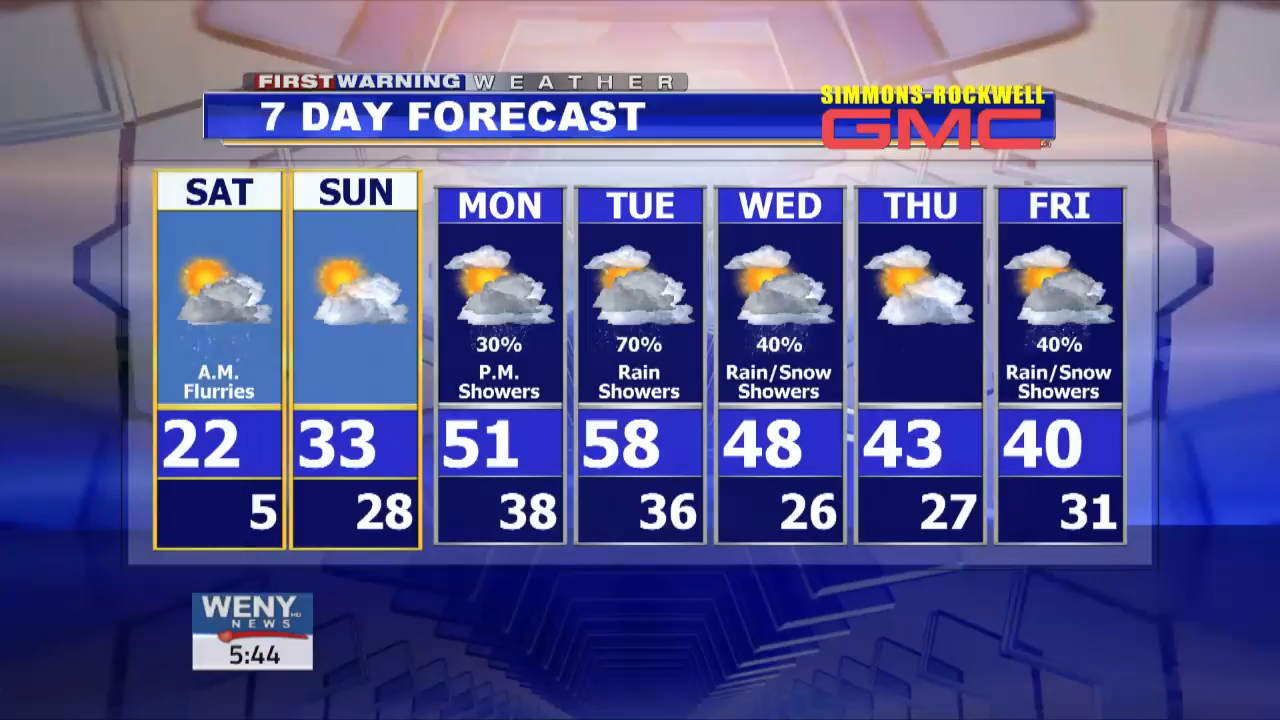 FIRST WARNING WEATHER
7 DAY FORECAST
SIMMONS-ROCKWELL
GMC
SAT SUN MON TUE WED THU FRI
30% 70% 40% 40%
A.M. P.M. Rain Rain/Snow Rain/Snow
Flurries Showers Showers Showers Showers
22 33 51 58 48 43 40
5 28 38 36 26 27 31
WENY HD
NEWS
5:44